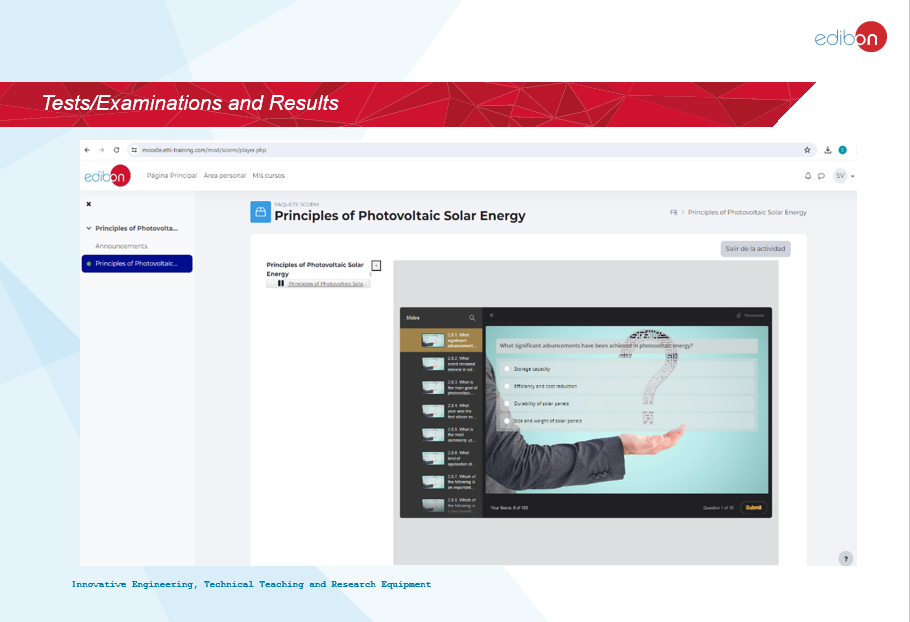 edibon
Tests/Examinations and Results
moodle.etti-training.com/mod/scorm/player.php
edibon
Página Principal
Área personal
Mis cursos
SV
Principles of Photovolta...
Announcements
Principles of Photovoltaic...
PAQUETE SCORM
Principles of Photovoltaic Solar Energy
FE > Principles of Photovoltaic Solar Energy
Salir de la actividad
Principles of Photovoltaic Solar
Energy
Principles of Photovoltaic Sola...
Slides
2.8.1. What
significant
advancement...
2.8.2. What
event renewed
interest in sol...
2.8.3. What is
the main goal of
photovoltaic...
2.8.4. What
year was the
first silicon so...
2.8.5. What is
the most
commonly us...
2.8.6. What
kind of
application di...
2.8.7. Which of
the following is
an important...
2.8.8. Which of
the following is
a key benefit
Resources
What significant advancements have been achieved in photovoltaic energy?
Storage capacity
Efficiency and cost reduction
Durability of solar panels
Size and weight of solar panels
Your Score: 0 of 100
Question 1 of 10
Submit
?
Innovative Engineering, Technical Teaching and Research Equipment